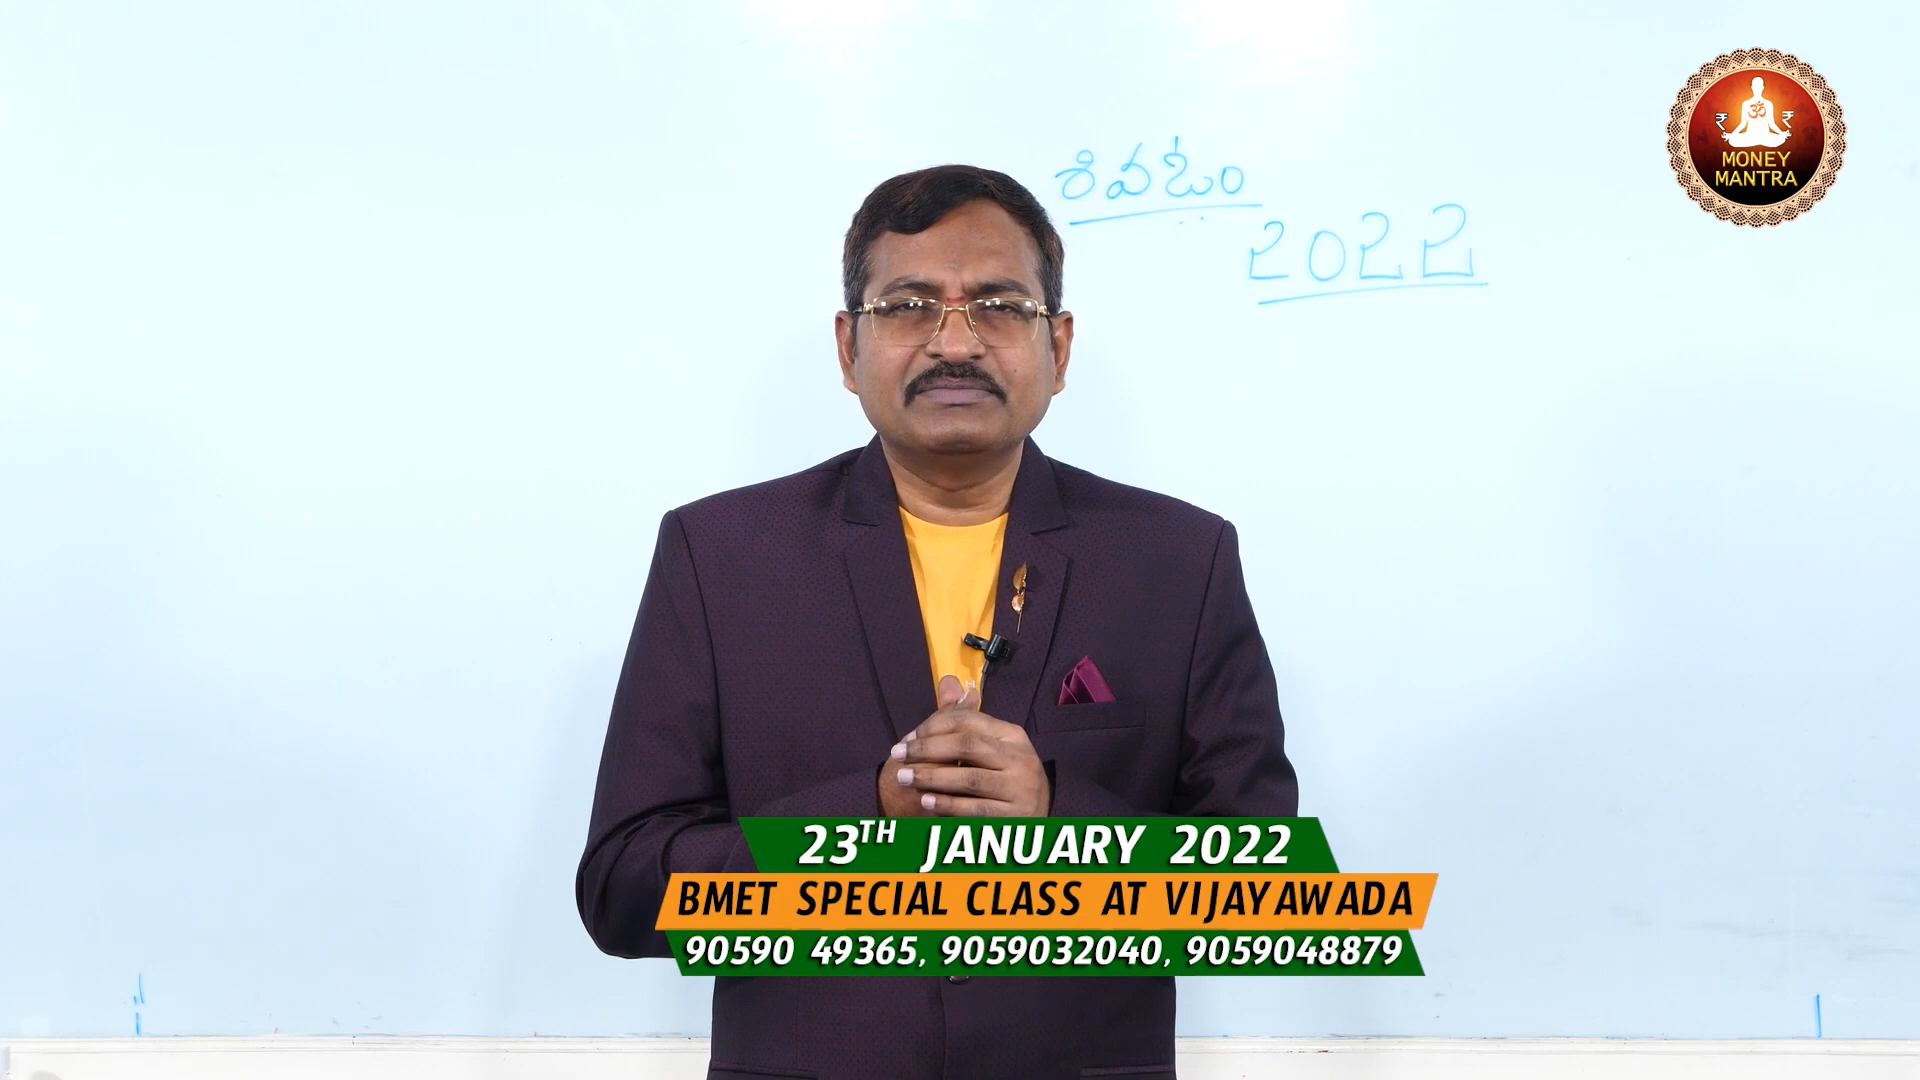 శివఓం
2022
₹ ॐ ₹
MONEY
MANTRA
H
23TH JANUARY 2022
BMET SPECIAL CLASS AT VIJAYAWADA
90590 49365, 9059032040, 9059048879